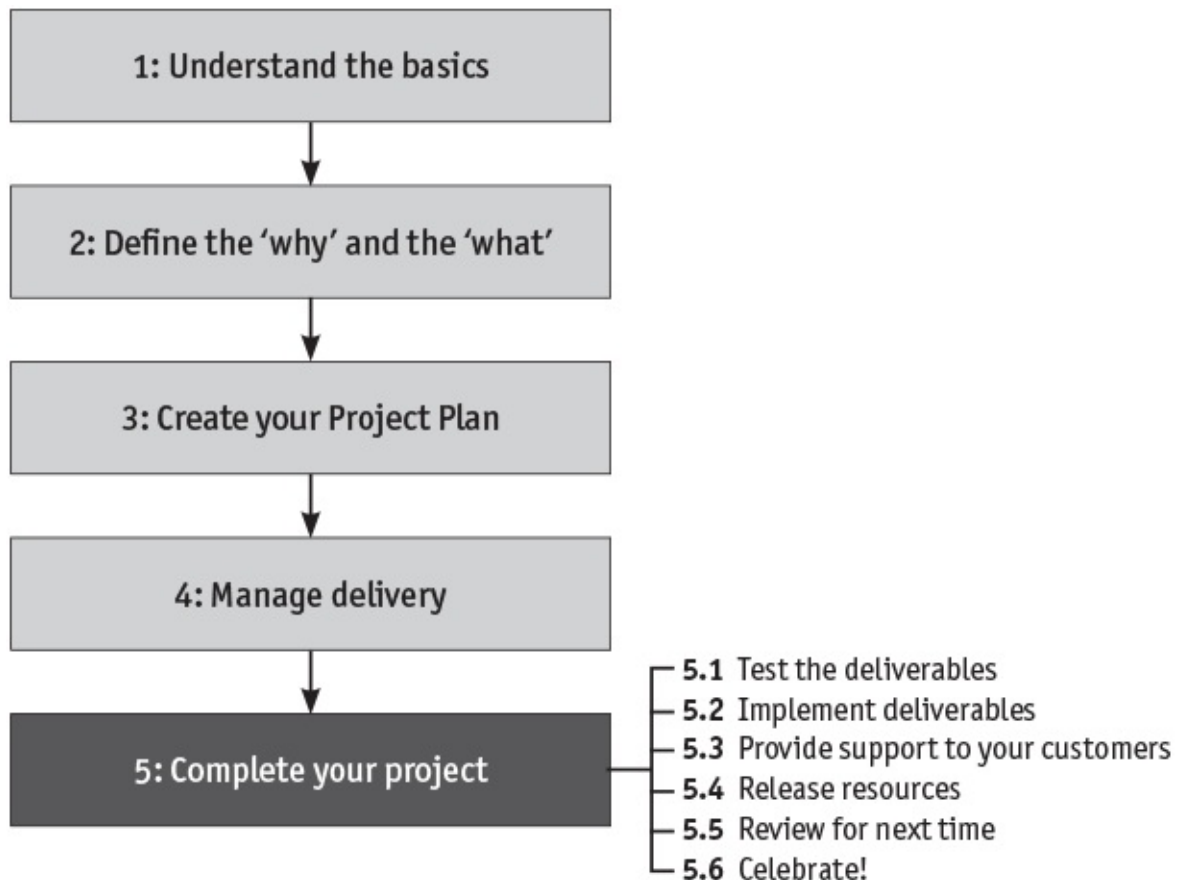 1: Understand the basics
2: Define the ‘why’ and the ‘what’
3: Create your Project Plan
4: Manage delivery
5: Complete your project
5.1 Test the deliverables
5.2 Implement deliverables
5.3 Provide support to your customers
5.4 Release resources
5.5 Review for next time
5.6 Celebrate!